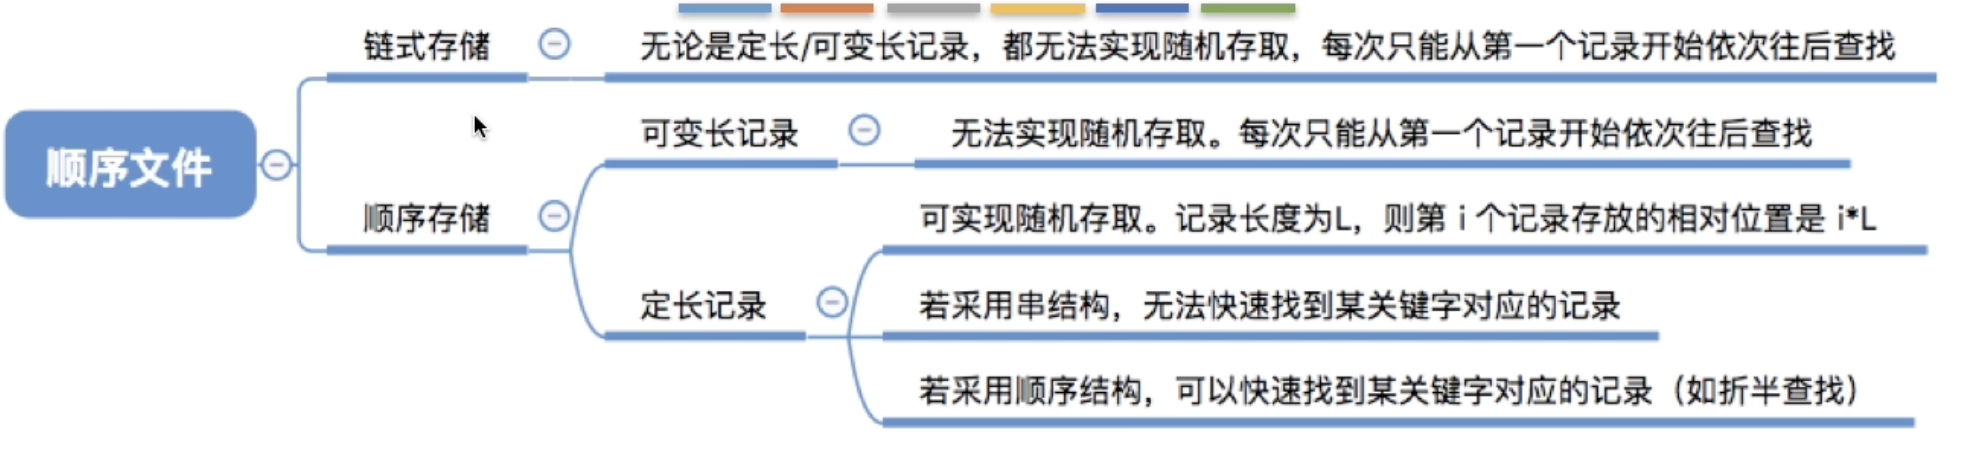 链式存储
无论是定长/可变长记录，都无法实现随机存取，每次只能从第一个记录开始依次往后查找
可变长记录
无法实现随机存取。每次只能从第一个记录开始依次往后查找
顺序文件
顺序存储
可实现随机存取。记录长度为L，则第 i 个记录存放的相对位置是 i*L
定长记录
若采用串结构，无法快速找到某关键字对应的记录
若采用顺序结构，可以快速找到某关键字对应的记录（如折半查找）